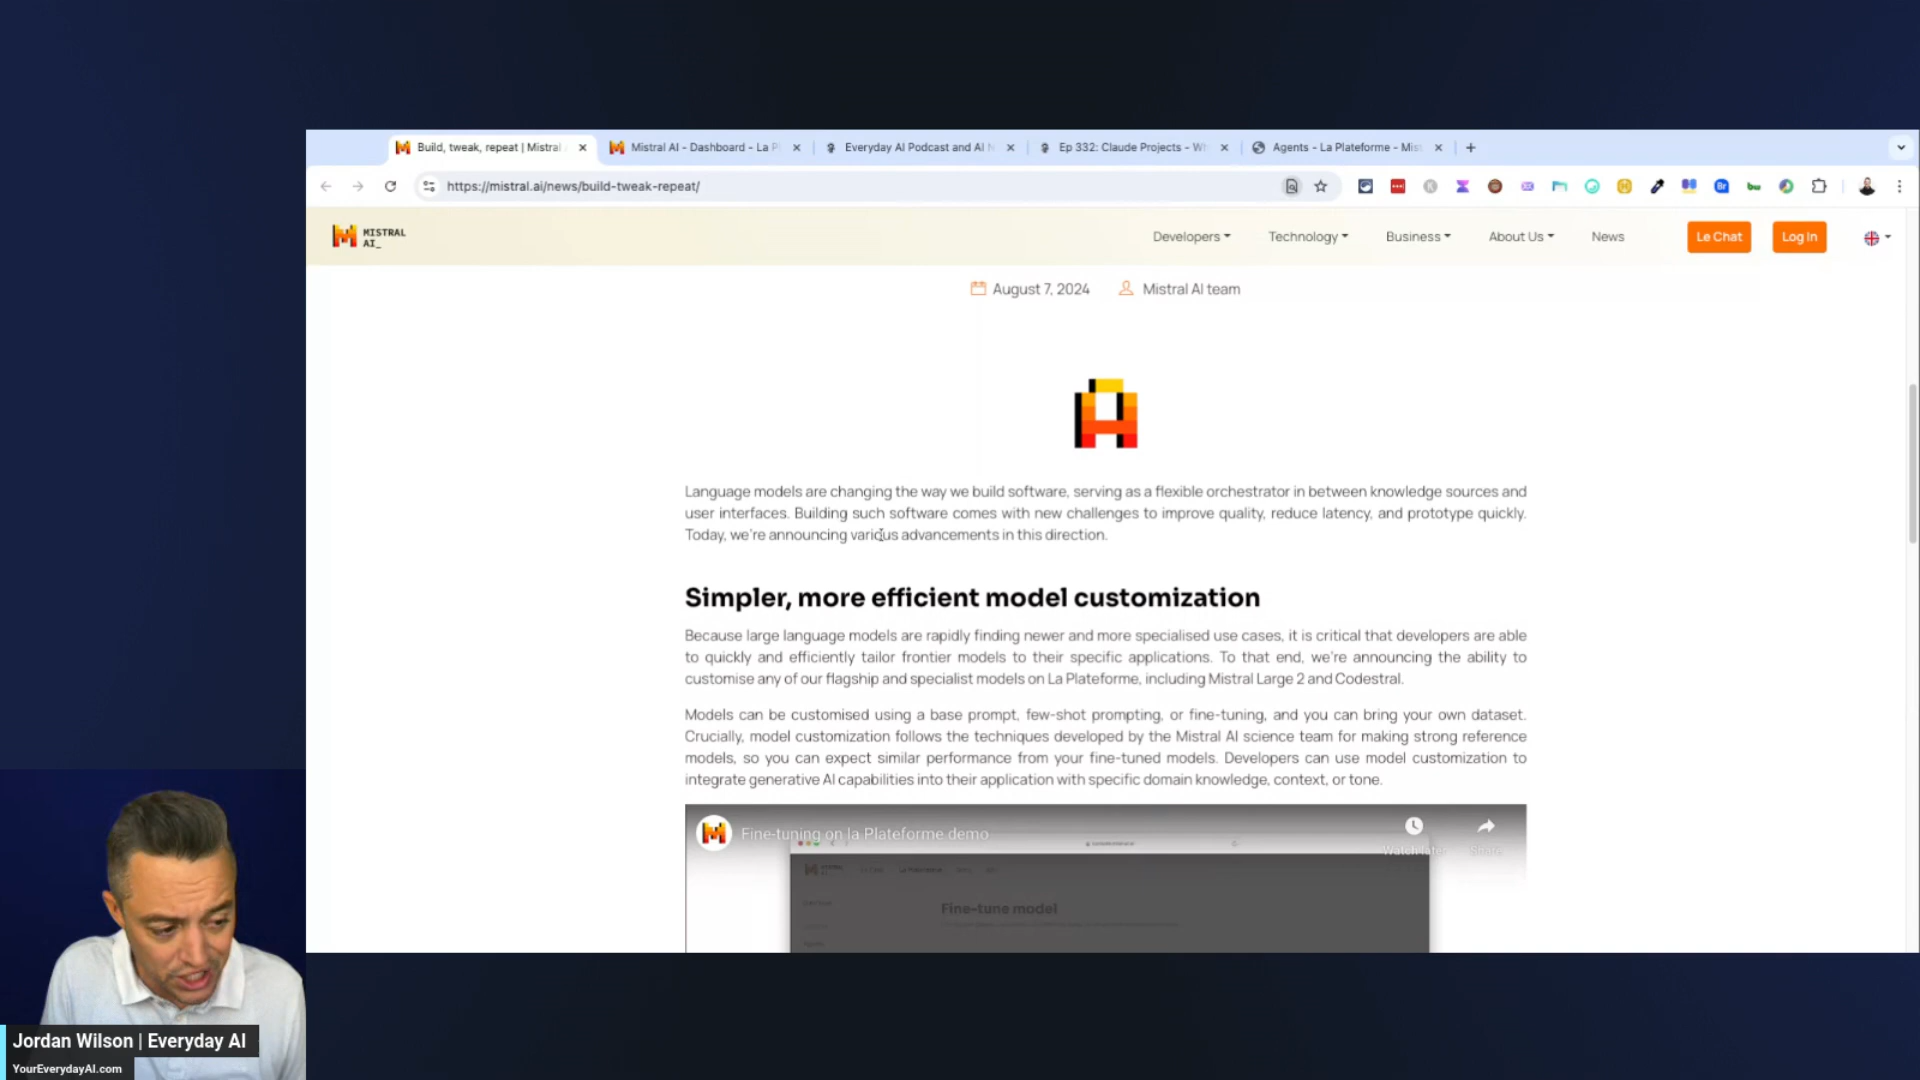 Build, tweak, repeat | Mistral
Mistral AI - Dashboard - La P
Everyday AI Podcast and AI N
Ep 332: Claude Projects - Wh
Agents - La Plateforme - Mist
https://mistral.ai/news/build-tweak-repeat/
MISTRAL
AI_
Developers
Technology
Business
About Us
News
Le Chat
Log In
August 7, 2024
Mistral AI team
Language models are changing the way we build software, serving as a flexible orchestrator in between knowledge sources and
user interfaces. Building such software comes with new challenges to improve quality, reduce latency, and prototype quickly.
Today, we're announcing various advancements in this direction.
Simpler, more efficient model customization
Because large language models are rapidly finding newer and more specialised use cases, it is critical that developers are able
to quickly and efficiently tailor frontier models to their specific applications. To that end, we're announcing the ability to
customise any of our flagship and specialist models on La Plateforme, including Mistral Large 2 and Codestral.
Models can be customised using a base prompt, few-shot prompting, or fine-tuning, and you can bring your own dataset.
Crucially, model customization follows the techniques developed by the Mistral AI science team for making strong reference
models, so you can expect similar performance from your fine-tuned models. Developers can use model customization to
integrate generative AI capabilities into their application with specific domain knowledge, context, or tone.
Fine-tuning on la Plateforme demo
Watch later
Share
Fine-tune model
Jordan Wilson | Everyday AI
YourEverydayAI.com